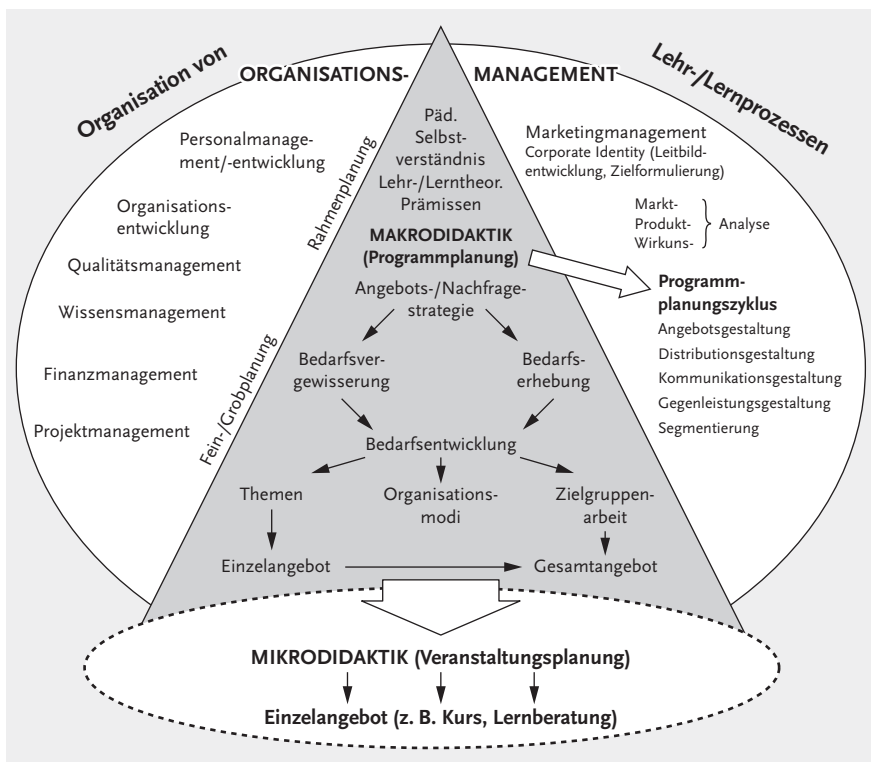 Organisation von
Lehr-/Lernprozessen
ORGANISATIONS-
MANAGEMENT
Personalmanage-
ment/-entwicklung
Organisations-
entwicklung
Qualitätsmanagement
Wissensmanagement
Finanzmanagement
Projektmanagement
Rahmenplanung
Fein-/Grobplanung
Päd.
Selbst-
verständnis
Lehr-/Lerntheor.
Prämissen
MAKRODIDAKTIK
(Programmplanung)
Angebots-/Nachfrage-
strategie
Bedarfsver-
gewisserung
Bedarfs-
erhebung
Bedarfsentwicklung
Themen
Organisations-
modi
Zielgruppen-
arbeit
Einzelangebot
Gesamtangebot
Marketingmanagement
Corporate Identity (Leitbild-
entwicklung, Zielformulierung)
Markt-
Produkt-
Wirkuns-
Analyse
Programm-
planungszyklus
Angebotsgestaltung
Distributionsgestaltung
Kommunikationsgestaltung
Gegenleistungsgestaltung
Segmentierung
MIKRODIDAKTIK (Veranstaltungsplanung)
Einzelangebot (z. B. Kurs, Lernberatung)